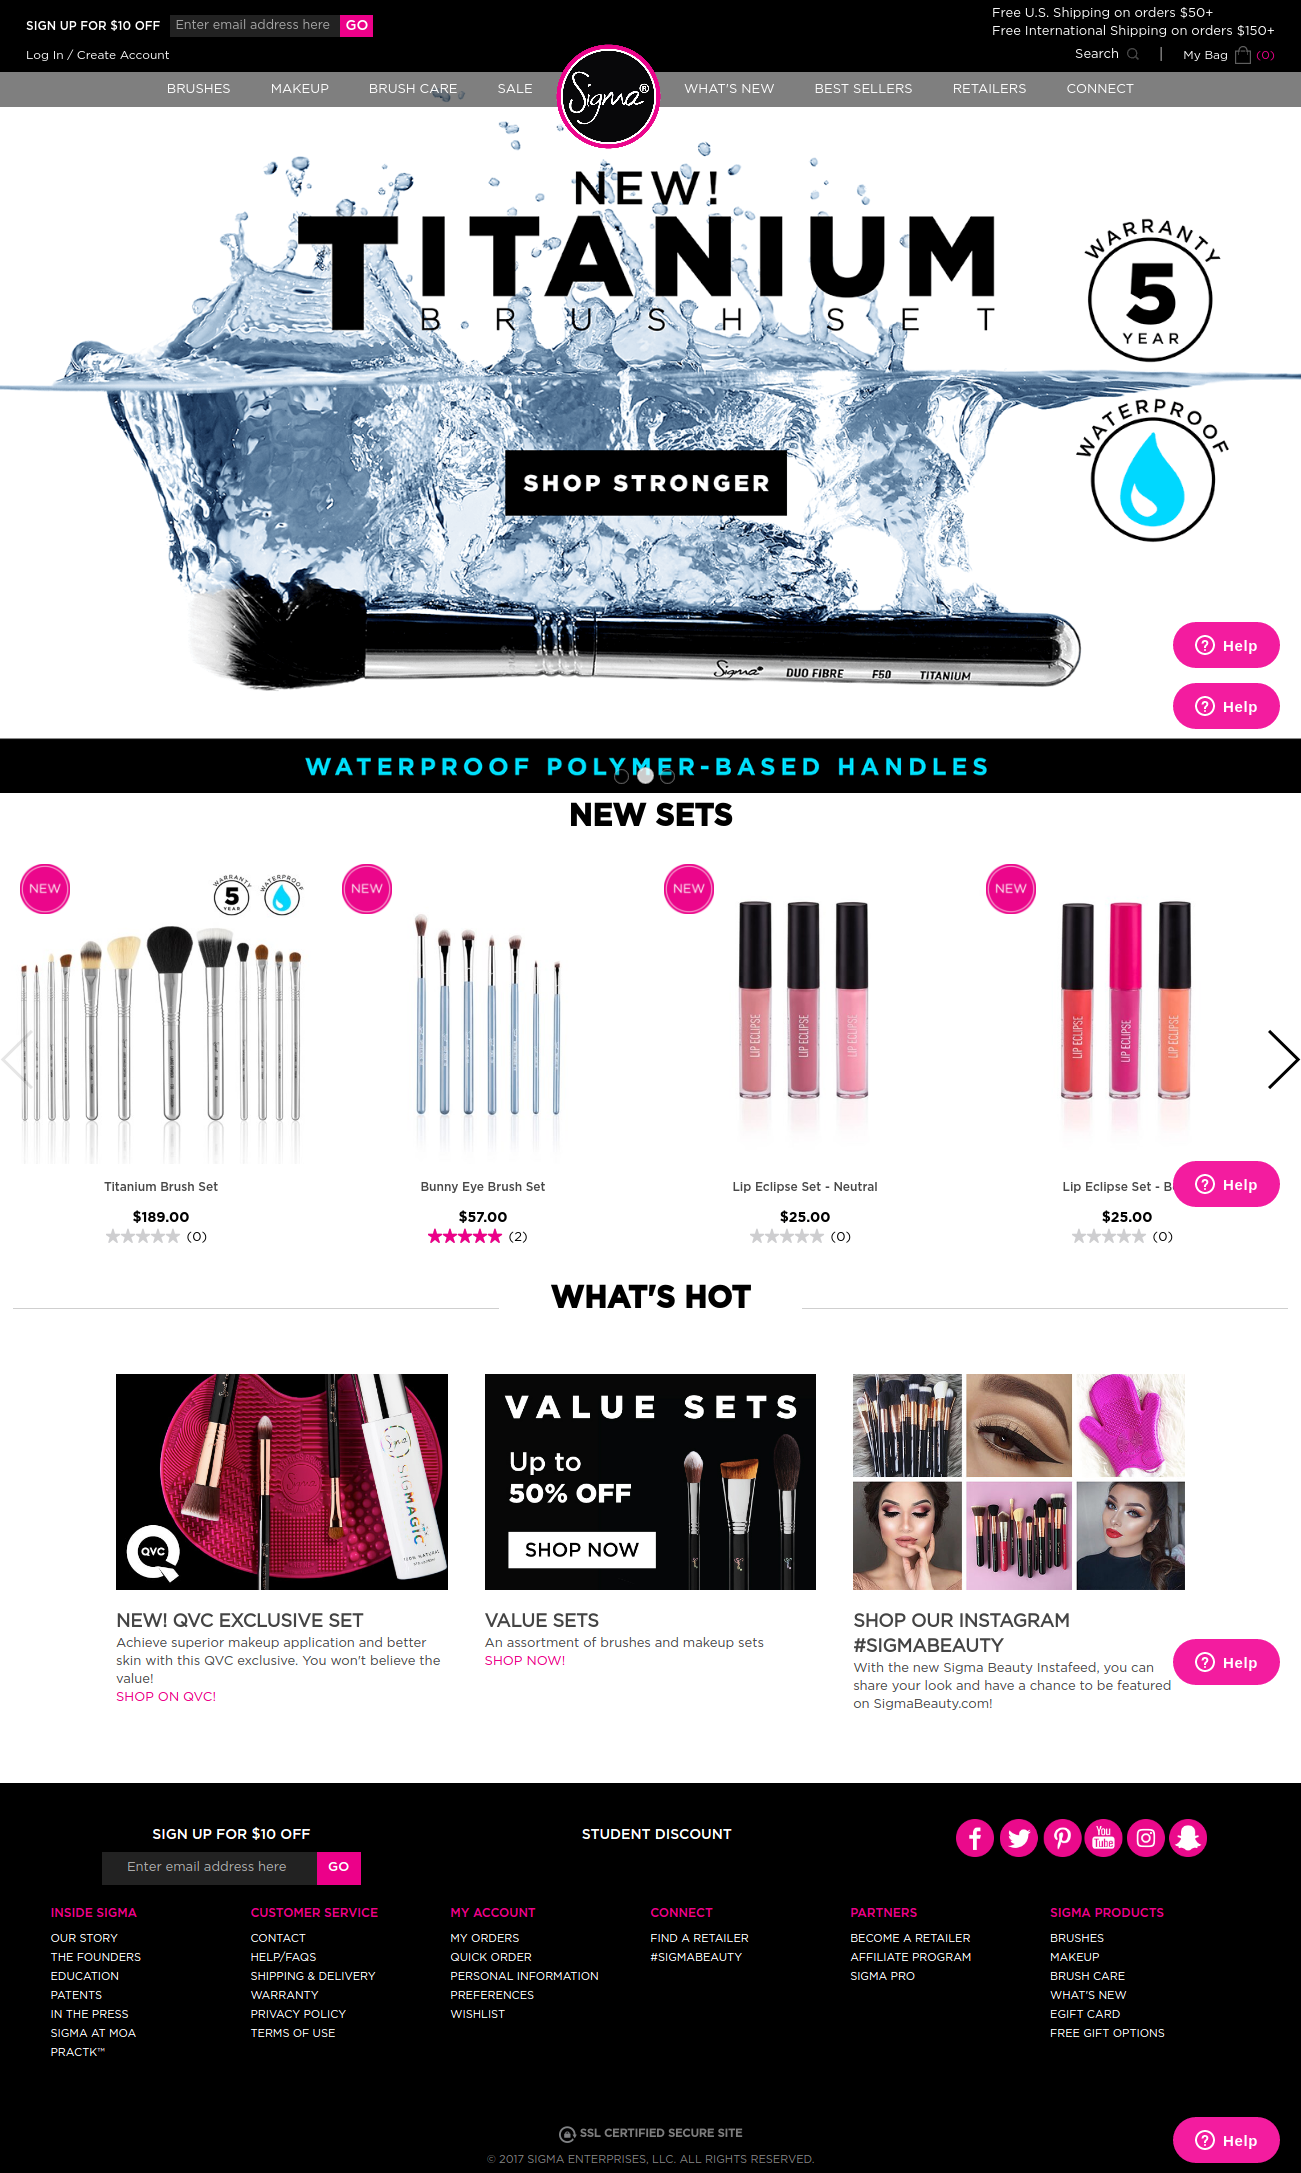 SIGN UP FOR $10 OFF
Enter email address here
GO
Free U.S. Shipping on orders $50+
Free International Shipping on orders $150+
Log In / Create Account
Search
|
My Bag (0)
BRUSHES
MAKEUP
BRUSH CARE
SALE
Sigma®
WHAT'S NEW
BEST SELLERS
RETAILERS
CONNECT
NEW!
TITANIUM
BRUSH SET
WARRANTY
5
YEAR
WATERPROOF
SHOP STRONGER
Sigma DUO FIBRE F50 TITANIUM
Help
Help
WATERPROOF POLYMER-BASED HANDLES
NEW SETS
NEW
WARRANTY
5
YEAR
WATERPROOF
NEW
NEW
NEW
LIP ECLIPSE
LIP ECLIPSE
LIP ECLIPSE
LIP ECLIPSE
LIP ECLIPSE
LIP ECLIPSE
Titanium Brush Set
$189.00
(0)
Bunny Eye Brush Set
$57.00
(2)
Lip Eclipse Set - Neutral
$25.00
(0)
Lip Eclipse Set - B
$25.00
(0)
Help
WHAT'S HOT
Sigma
SIGMAGIC
QVC
VALUE SETS
Up to
50% OFF
SHOP NOW
NEW! QVC EXCLUSIVE SET
Achieve superior makeup application and better
skin with this QVC exclusive. You won't believe the
value!
SHOP ON QVC!
VALUE SETS
An assortment of brushes and makeup sets
SHOP NOW!
SHOP OUR INSTAGRAM
#SIGMABEAUTY
With the new Sigma Beauty Instafeed, you can
share your look and have a chance to be featured
on SigmaBeauty.com!
Help
SIGN UP FOR $10 OFF
Enter email address here
GO
STUDENT DISCOUNT
You
Tube
INSIDE SIGMA
OUR STORY
THE FOUNDERS
EDUCATION
PATENTS
IN THE PRESS
SIGMA AT MOA
PRACTK™
CUSTOMER SERVICE
CONTACT
HELP/FAQS
SHIPPING & DELIVERY
WARRANTY
PRIVACY POLICY
TERMS OF USE
MY ACCOUNT
MY ORDERS
QUICK ORDER
PERSONAL INFORMATION
PREFERENCES
WISHLIST
CONNECT
FIND A RETAILER
#SIGMABEAUTY
PARTNERS
BECOME A RETAILER
AFFILIATE PROGRAM
SIGMA PRO
SIGMA PRODUCTS
BRUSHES
MAKEUP
BRUSH CARE
WHAT'S NEW
EGIFT CARD
FREE GIFT OPTIONS
SSL CERTIFIED SECURE SITE
© 2017 SIGMA ENTERPRISES, LLC. ALL RIGHTS RESERVED.
Help